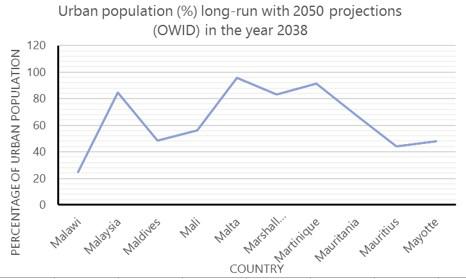 Urban population (%) long-run with 2050 projections
(OWID) in the year 2038
PERCENTAGE OF URBAN POPULATION
120
100
80
60
40
20
0
Malawi
Malaysia
Maldives
Mali
Malta
Marshall...
Martinique
Mauritania
Mauritius
Mayotte
COUNTRY